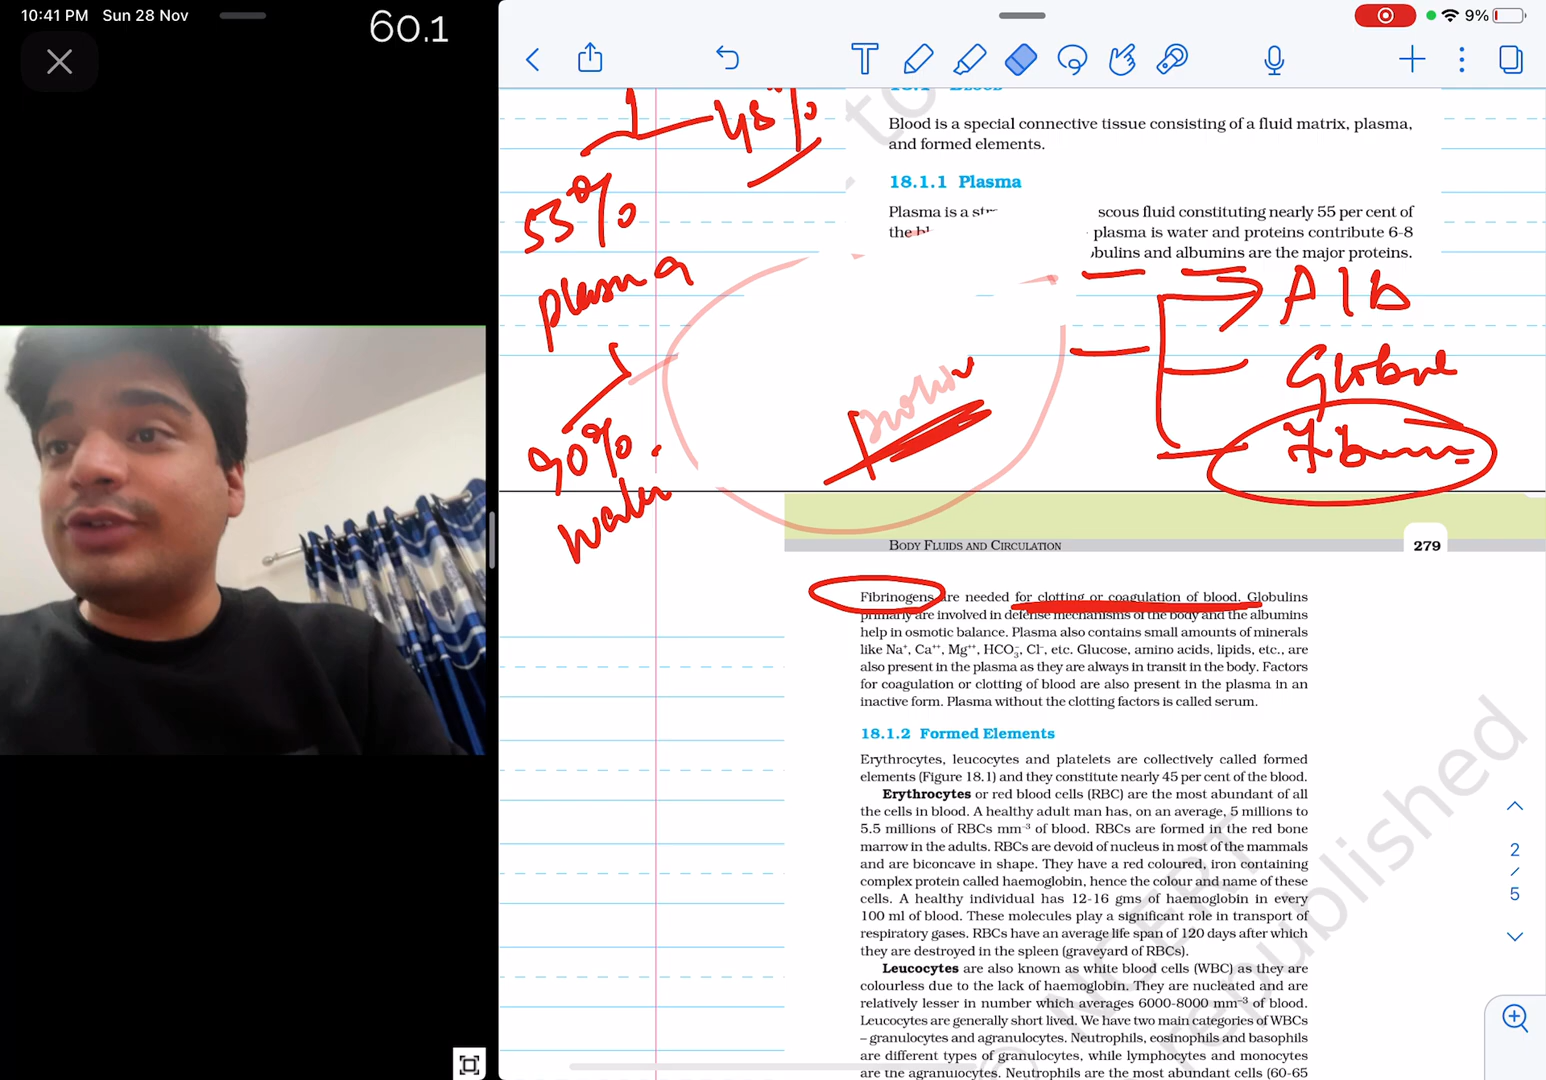 10:41 PM Sun 28 Nov
60.1
9%
45%
55%
plasma
90%
water
18.1 BLOOD
Blood is a special connective tissue consisting of a fluid matrix, plasma,
and formed elements.
18.1.1 Plasma
Plasma is a str scous fluid constituting nearly 55 per cent of
the bl plasma is water and proteins contribute 6-8
bulins and albumins are the major proteins.
Alb
BODY FLUIDS AND CIRCULATION
279
Fibrinogens are needed for clotting or coagulation of blood. Globulins
primarly are involved in defense mechanisms of the body and the albumins
help in osmotic balance. Plasma also contains small amounts of minerals
like Na⁺, Ca⁺⁺, Mg⁺⁺, HCO₃⁻, Cl⁻, etc. Glucose, amino acids, lipids, etc., are
also present in the plasma as they are always in transit in the body. Factors
for coagulation or clotting of blood are also present in the plasma in an
inactive form. Plasma without the clotting factors is called serum.
18.1.2 Formed Elements
Erythrocytes, leucocytes and platelets are collectively called formed
elements (Figure 18.1) and they constitute nearly 45 per cent of the blood.
Erythrocytes or red blood cells (RBC) are the most abundant of all
the cells in blood. A healthy adult man has, on an average, 5 millions to
5.5 millions of RBCs mm⁻³ of blood. RBCs are formed in the red bone
marrow in the adults. RBCs are devoid of nucleus in most of the mammals
and are biconcave in shape. They have a red coloured, iron containing
complex protein called haemoglobin, hence the colour and name of these
cells. A healthy individual has 12-16 gms of haemoglobin in every
100 ml of blood. These molecules play a significant role in transport of
respiratory gases. RBCs have an average life span of 120 days after which
they are destroyed in the spleen (graveyard of RBCs).
Leucocytes are also known as white blood cells (WBC) as they are
colourless due to the lack of haemoglobin. They are nucleated and are
relatively lesser in number which averages 6000-8000 mm⁻³ of blood.
Leucocytes are generally short lived. We have two main categories of WBCs
– granulocytes and agranulocytes. Neutrophils, eosinophils and basophils
are different types of granulocytes, while lymphocytes and monocytes
are the agranulocytes. Neutrophils are the most abundant cells (60-65
2
5
to
© NCERT
republished